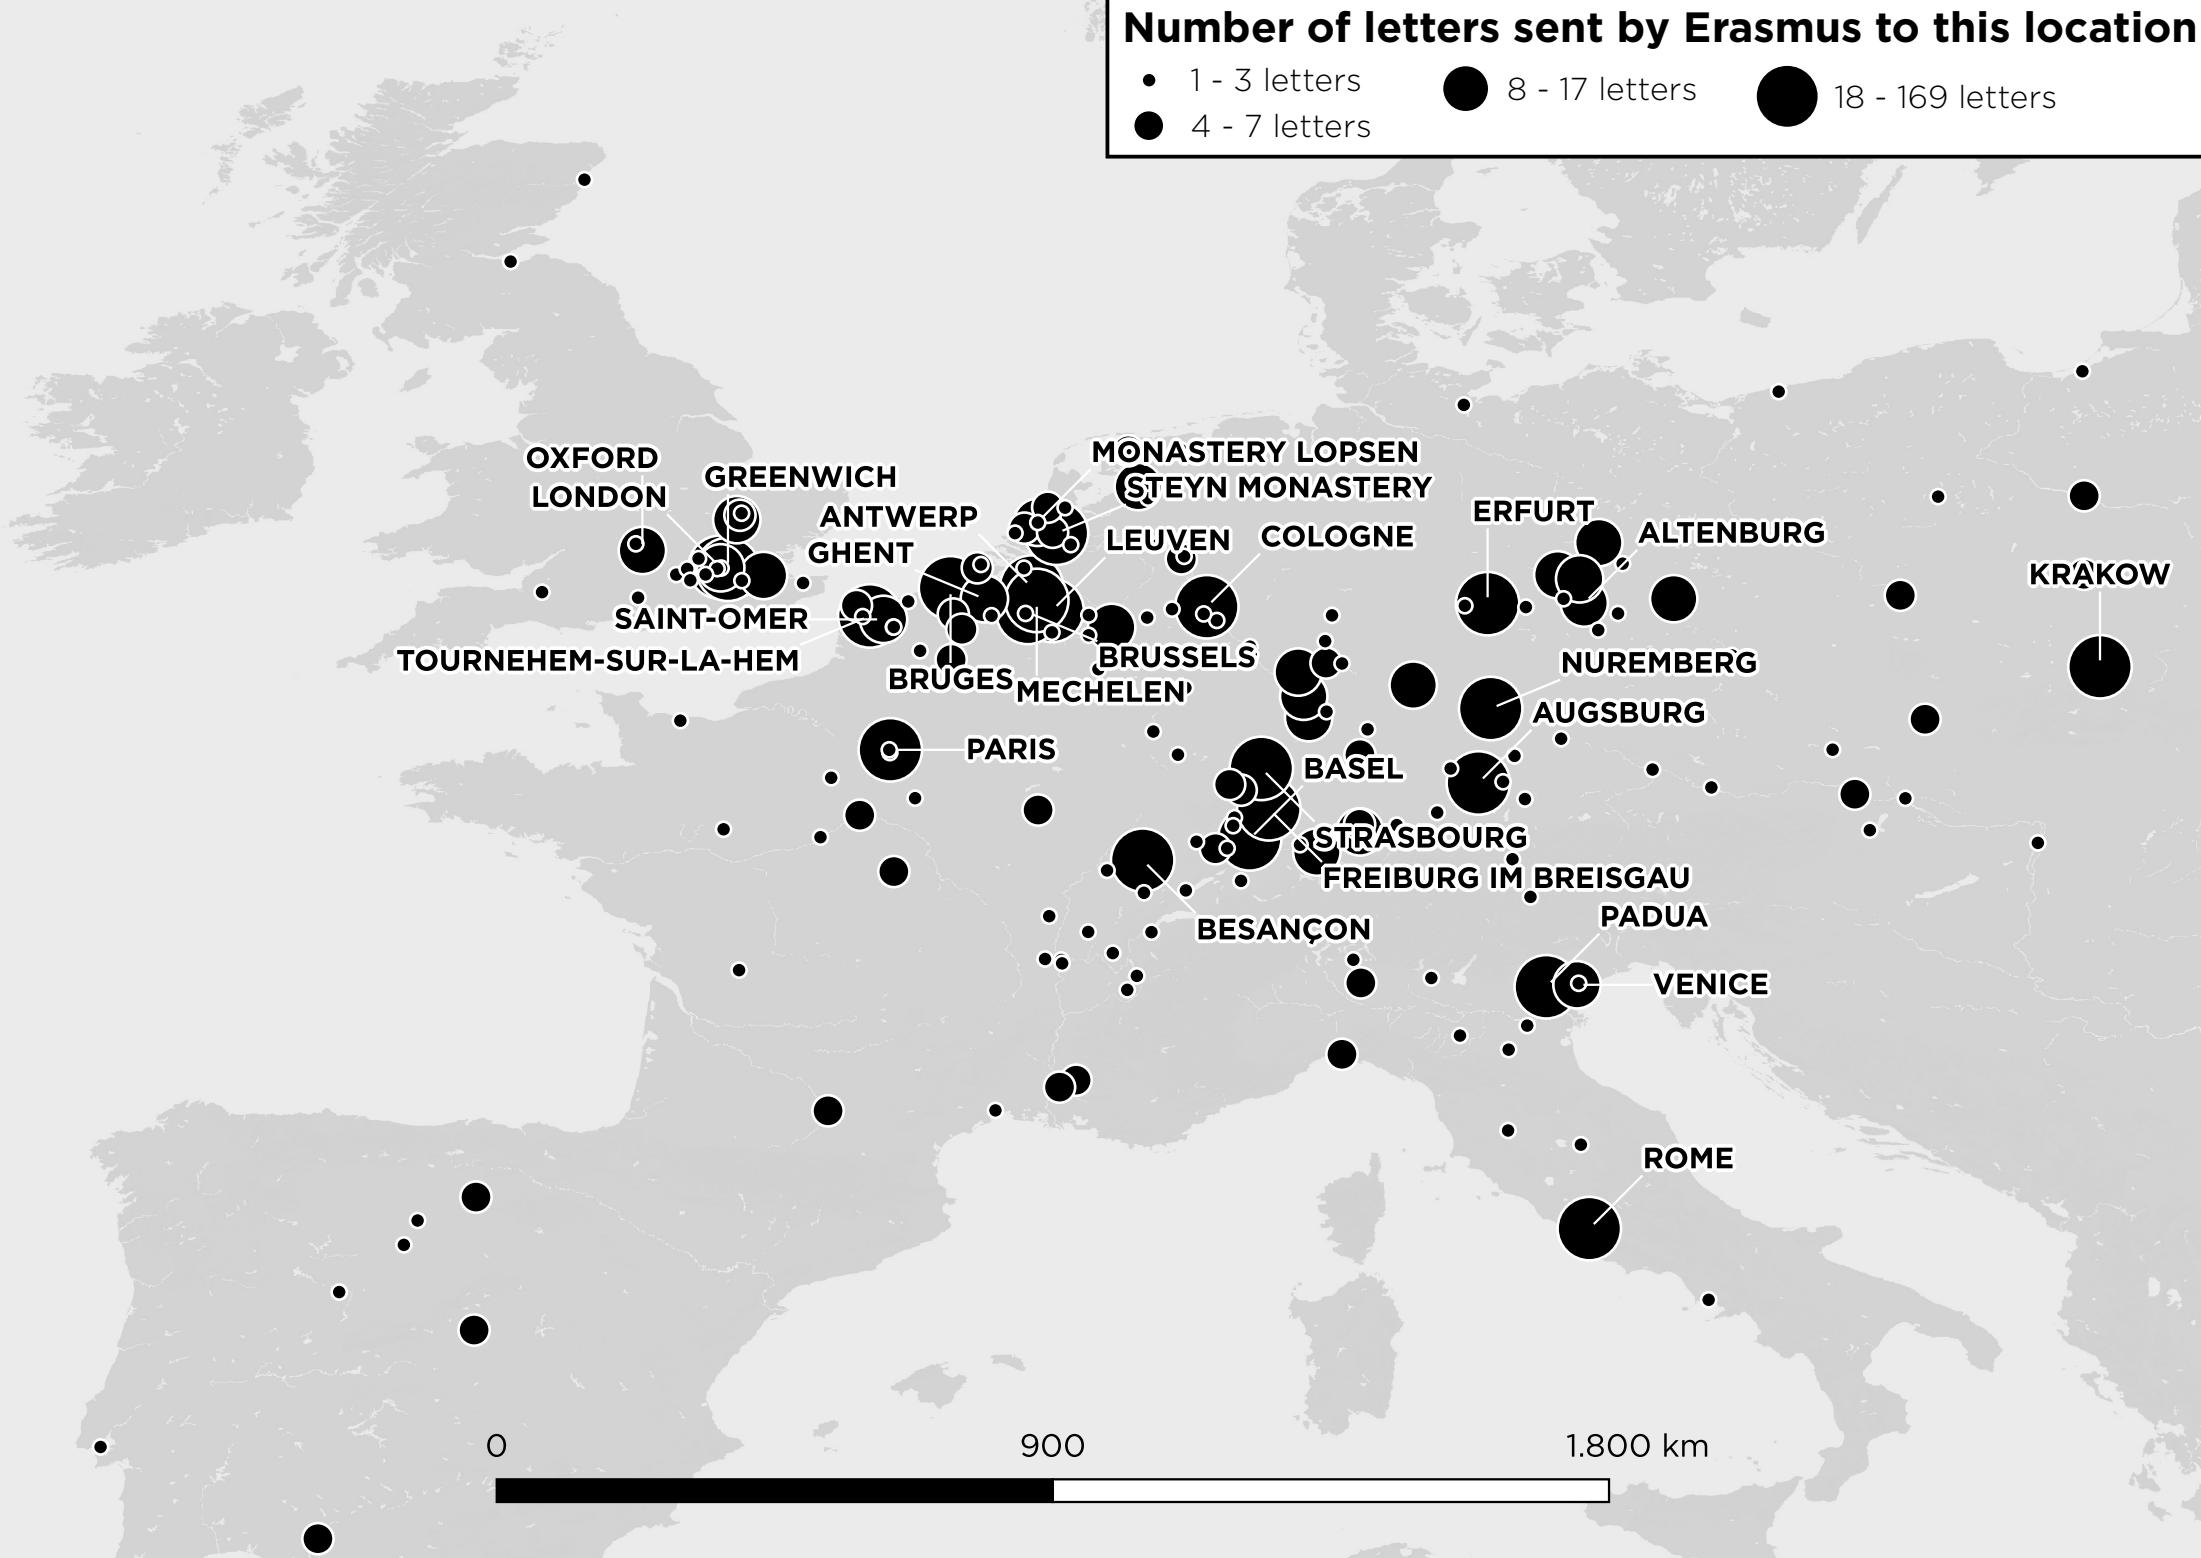 Number of letters sent by Erasmus to this location
1 - 3 letters
4 - 7 letters
8 - 17 letters
18 - 169 letters
OXFORD
LONDON
GREENWICH
MONASTERY LOPSEN
STEYN MONASTERY
ANTWERP
GHENT
LEUVEN
COLOGNE
ERFURT
ALTENBURG
KRAKOW
SAINT-OMER
TOURNEHEM-SUR-LA-HEM
BRUGES
BRUSSELS
MECHELEN
NUREMBERG
AUGSBURG
PARIS
BASEL
STRASBOURG
FREIBURG IM BREISGAU
BESANÇON
PADUA
VENICE
ROME
0 900 1.800 km